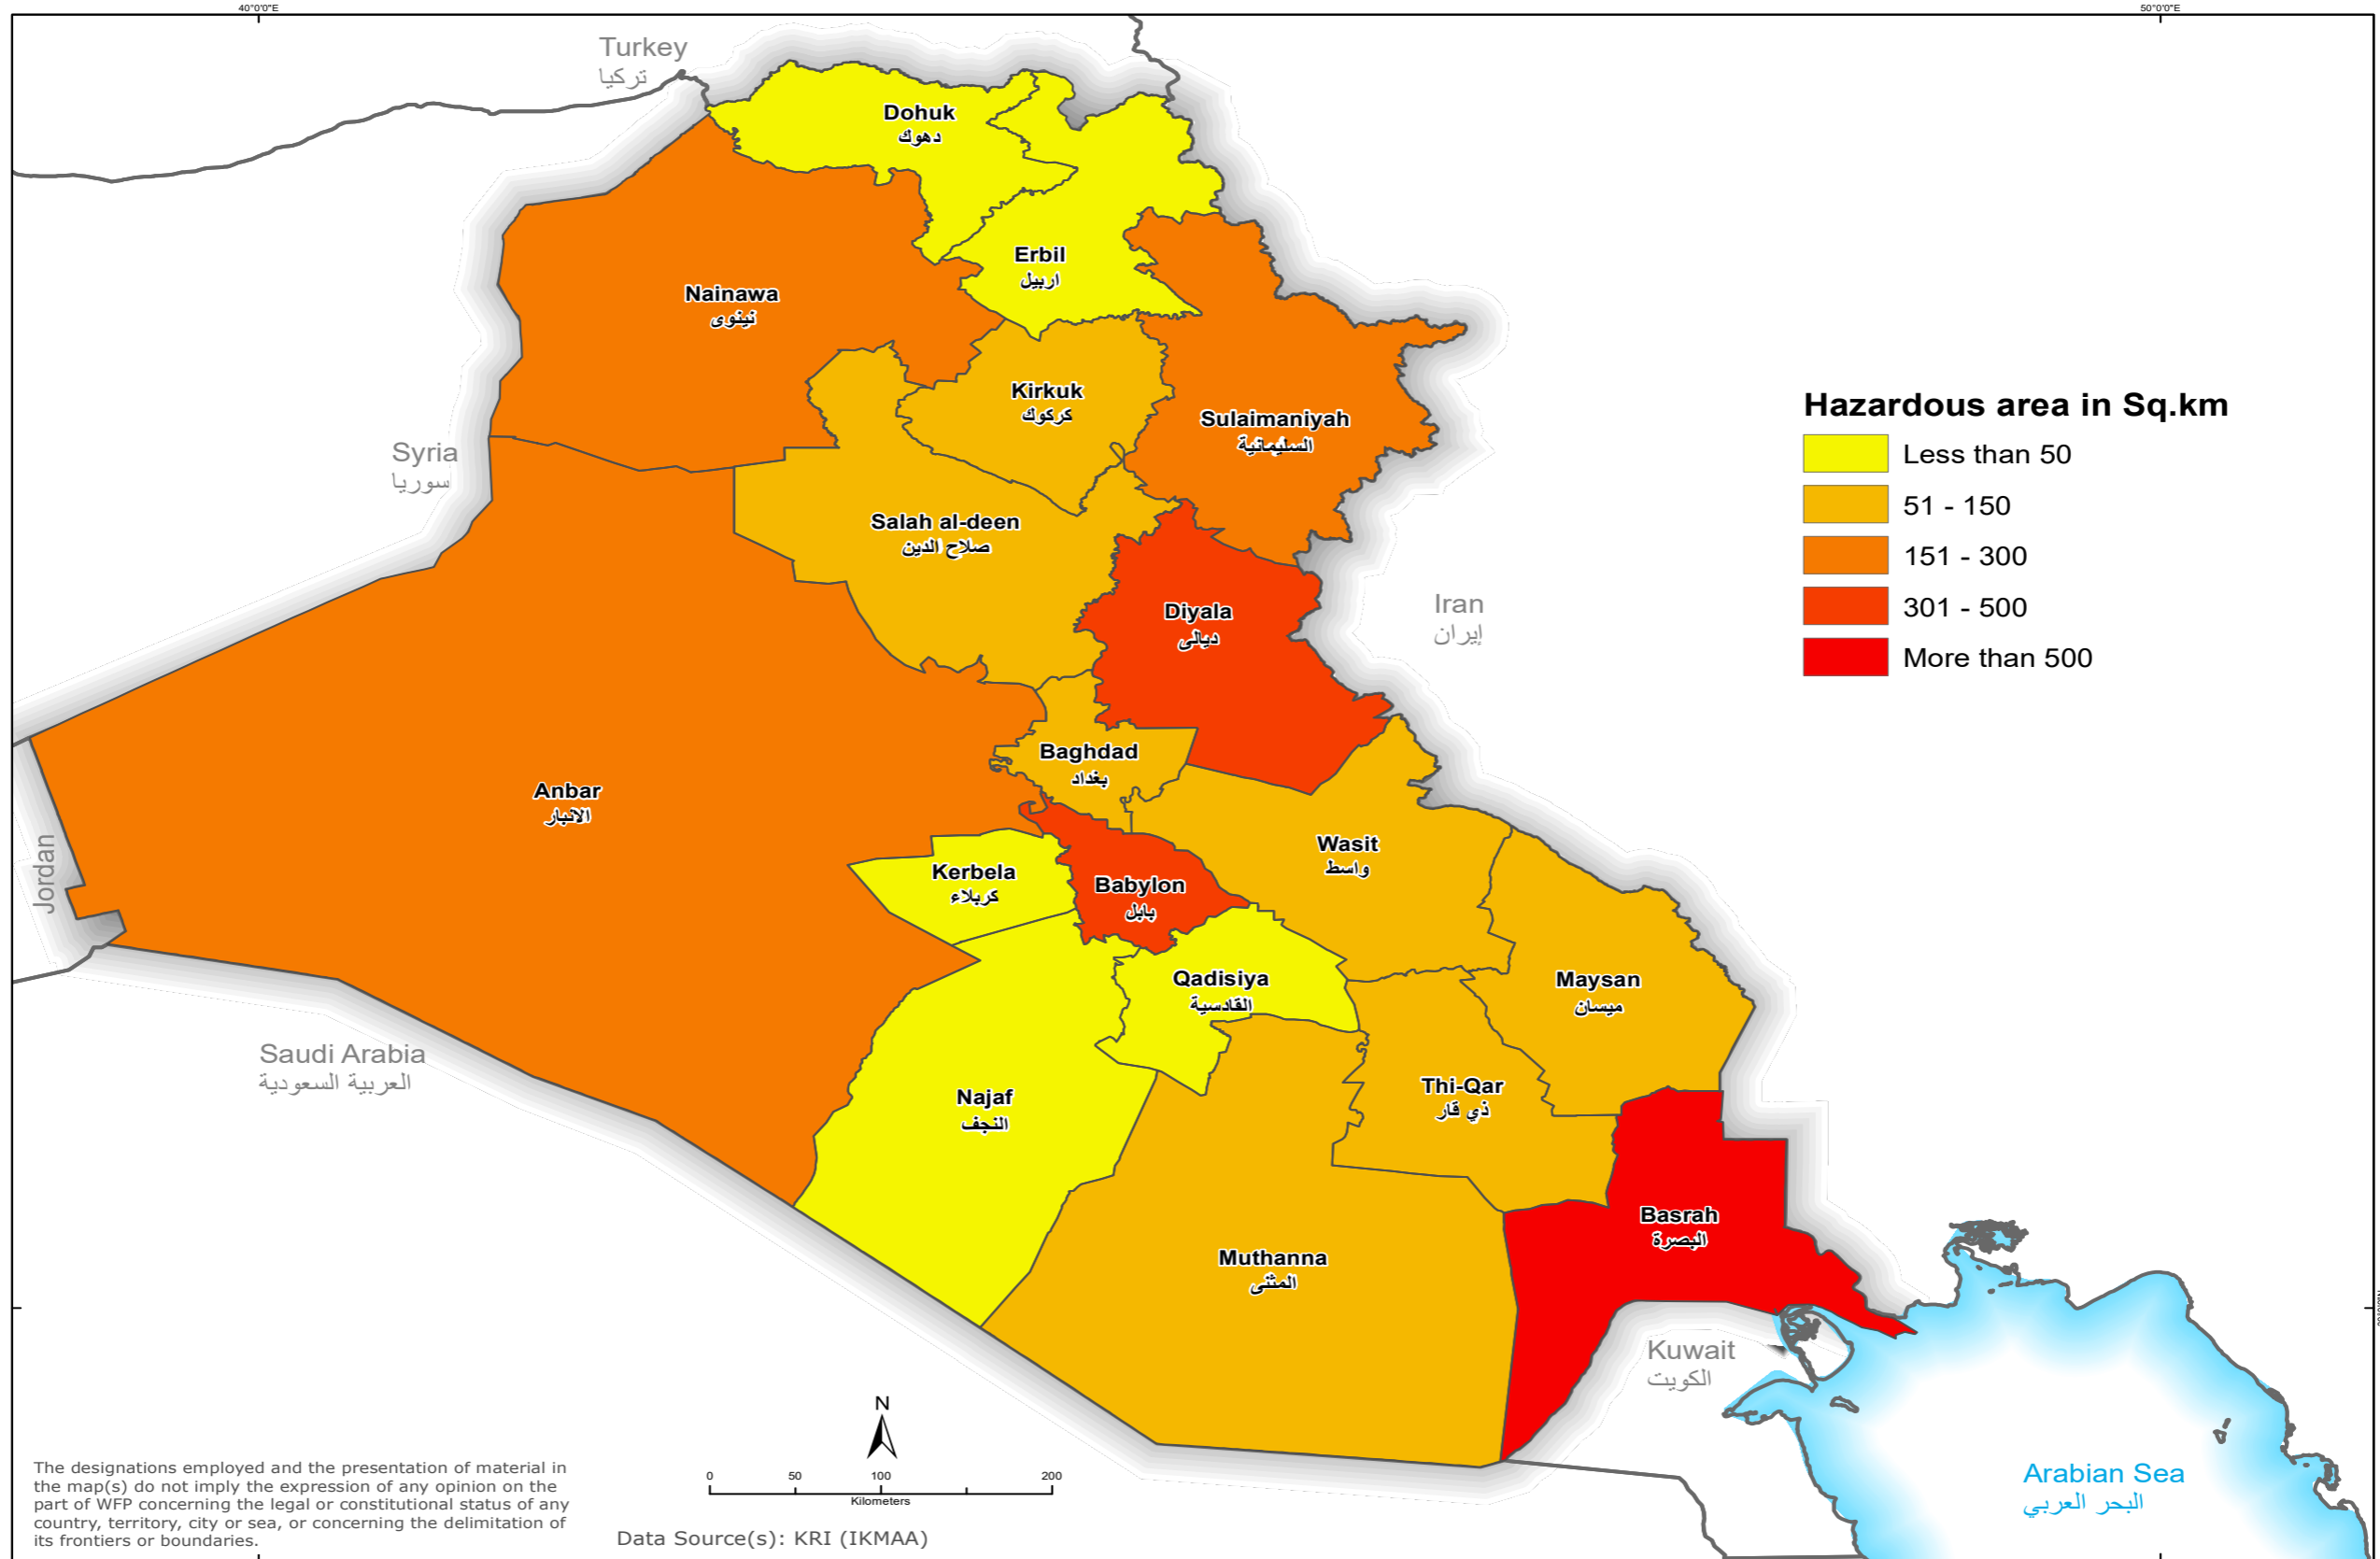 40°0'0"E
50°0'0"E
Turkey
تركيا
Dohuk
دهوك
Erbil
اربيل
Nainawa
نينوى
Kirkuk
كركوك
Sulaimaniyah
السليمانية
Hazardous area in Sq.km
Less than 50
51 - 150
151 - 300
301 - 500
More than 500
Syria
سوريا
Salah al-deen
صلاح الدين
Diyala
ديالى
Iran
إيران
Baghdad
بغداد
Anbar
الانبار
Jordan
Wasit
واسط
Kerbela
كربلاء
Babylon
بابل
Qadisiya
القادسية
Maysan
ميسان
Saudi Arabia
العربية السعودية
Najaf
النجف
Thi-Qar
ذي قار
Basrah
البصرة
Muthanna
المثنى
Kuwait
الكويت
Arabian Sea
البحر العربي
N
0 50 100 200
Kilometers
The designations employed and the presentation of material in
the map(s) do not imply the expression of any opinion on the
part of WFP concerning the legal or constitutional status of any
country, territory, city or sea, or concerning the delimitation of
its frontiers or boundaries.
Data Source(s): KRI (IKMAA)